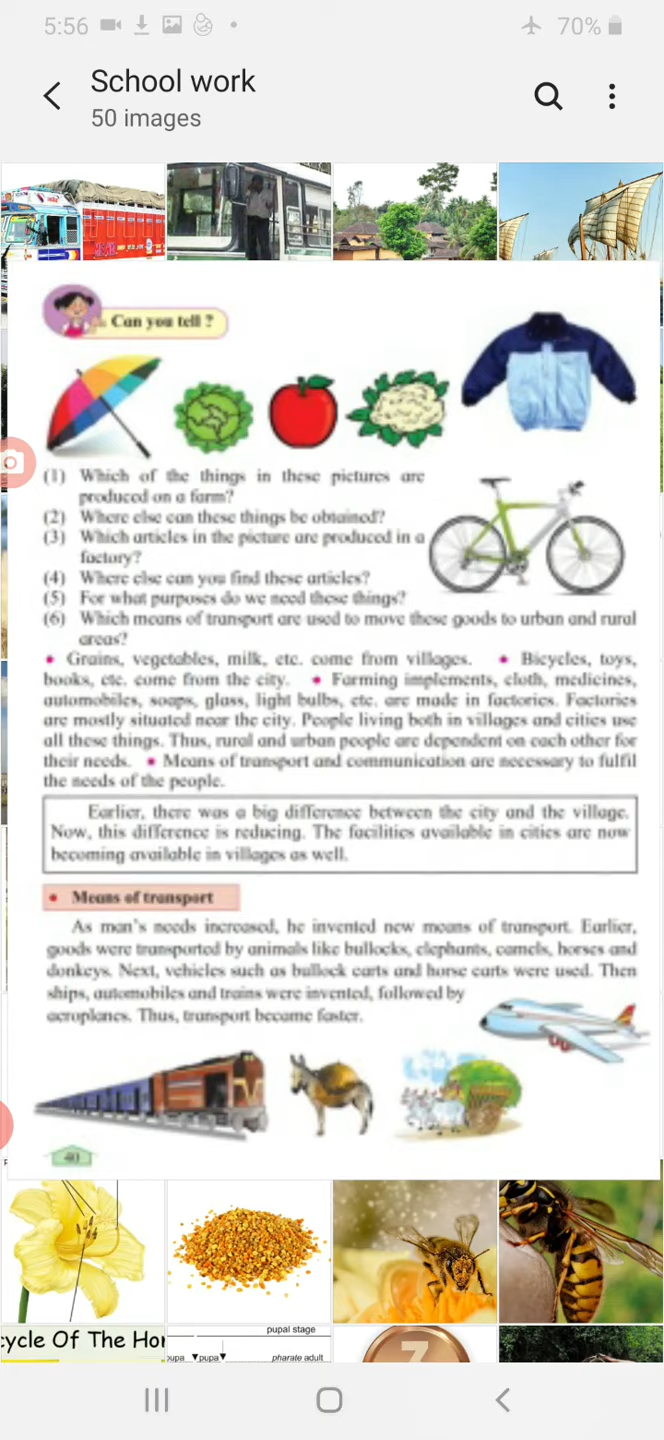 5:56
70%
School work
50 images
Can you tell ?
(1) Which of the things in these pictures are
produced on a farm?
(2) Where else can these things be obtained?
(3) Which articles in the picture are produced in a
factory?
(4) Where else can you find these articles?
(5) For what purposes do we need these things?
(6) Which means of transport are used to move these goods to urban and rural
areas?
• Grains, vegetables, milk, etc. come from villages. • Bicycles, toys,
books, etc. come from the city. • Farming implements, cloth, medicines,
automobiles, soaps, glass, light bulbs, etc. are made in factories. Factories
are mostly situated near the city. People living both in villages and cities use
all these things. Thus, rural and urban people are dependent on each other for
their needs. • Means of transport and communication are necessary to fulfil
the needs of the people.
Earlier, there was a big difference between the city and the village.
Now, this difference is reducing. The facilities available in cities are now
becoming available in villages as well.
• Means of transport
As man's needs increased, he invented new means of transport. Earlier,
goods were transported by animals like bullocks, elephants, camels, horses and
donkeys. Next, vehicles such as bullock carts and horse carts were used. Then
ships, automobiles and trains were invented, followed by
aeroplanes. Thus, transport became faster.
40
cycle Of The Hor
pupal stage
pupa ▼pupa▼ pharate adult
7